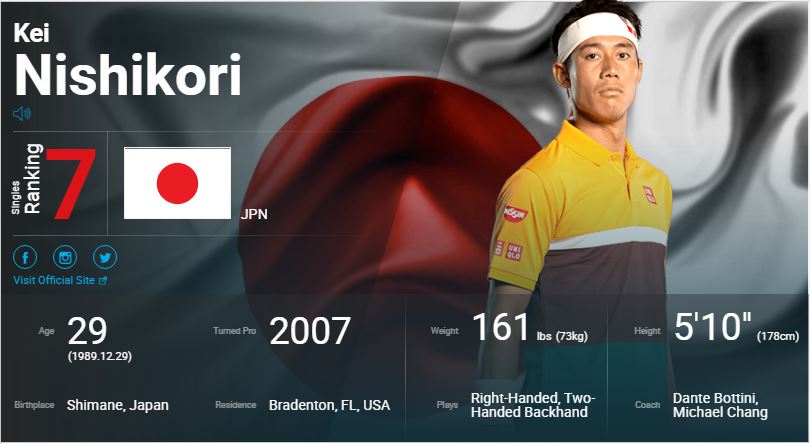 Kei
Nishikori
Singles
Ranking
7
JPN
Visit Official Site
Age
29
(1989.12.29)
Turned Pro
2007
Weight
161 lbs (73kg)
Height
5'10" (178cm)
Birthplace
Shimane, Japan
Residence
Bradenton, FL, USA
Plays
Right-Handed, Two-
Handed Backhand
Coach
Dante Bottini,
Michael Chang
NISSIN
UNI
QLO